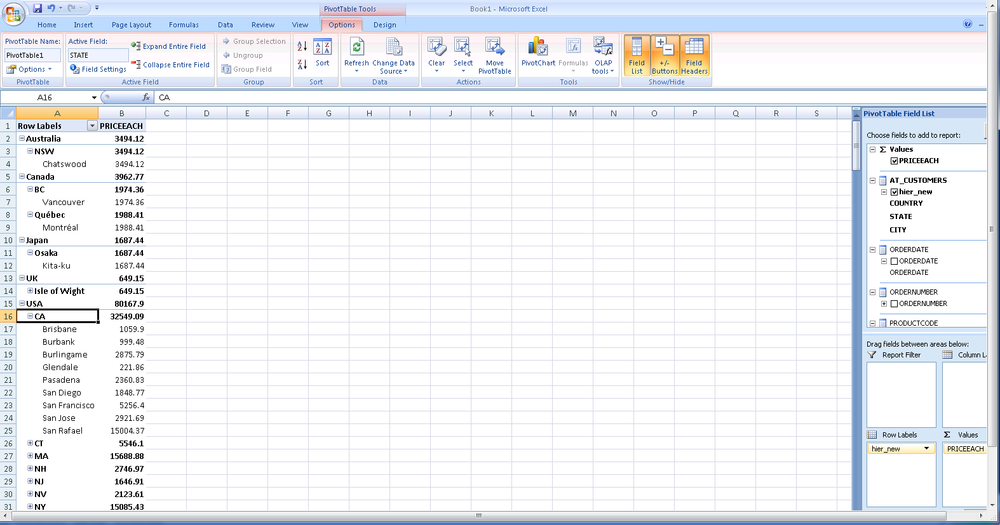 PivotTable Tools
Book1 - Microsoft Excel
Home Insert Page Layout Formulas Data Review View Options Design
PivotTable Name:
PivotTable1
Options
PivotTable
Active Field:
STATE
Field Settings
Expand Entire Field
Collapse Entire Field
Active Field
Group Selection
Ungroup
Group Field
Group
Sort
Sort
Refresh
Change Data
Source
Data
Clear
Select
Move
PivotTable
Actions
PivotChart
Formulas
OLAP
tools
Tools
Field
List
+/-
Buttons
Field
Headers
Show/Hide
A16 fx CA
A B C D E F G H I J K L M N O P Q R S
1 Row Labels PRICEEACH
2 Australia 3494.12
3 NSW 3494.12
4 Chatswood 3494.12
5 Canada 3962.77
6 BC 1974.36
7 Vancouver 1974.36
8 Québec 1988.41
9 Montréal 1988.41
10 Japan 1687.44
11 Osaka 1687.44
12 Kita-ku 1687.44
13 UK 649.15
14 Isle of Wight 649.15
15 USA 80167.9
16 CA 32549.09
17 Brisbane 1059.9
18 Burbank 999.48
19 Burlingame 2875.79
20 Glendale 221.86
21 Pasadena 2360.83
22 San Diego 1848.77
23 San Francisco 5256.4
24 San Jose 2921.69
25 San Rafael 15004.37
26 CT 5546.1
27 MA 15688.88
28 NH 2746.97
29 NJ 1646.91
30 NV 2123.61
31 NY 15085.43
PivotTable Field List
Choose fields to add to report:
Σ Values
PRICEEACH
AT_CUSTOMERS
hier_new
COUNTRY
STATE
CITY
ORDERDATE
ORDERDATE
ORDERDATE
ORDERNUMBER
ORDERNUMBER
PRODUCTCODE
Drag fields between areas below:
Report Filter
Column L
Row Labels
Σ Values
hier_new
PRICEEACH